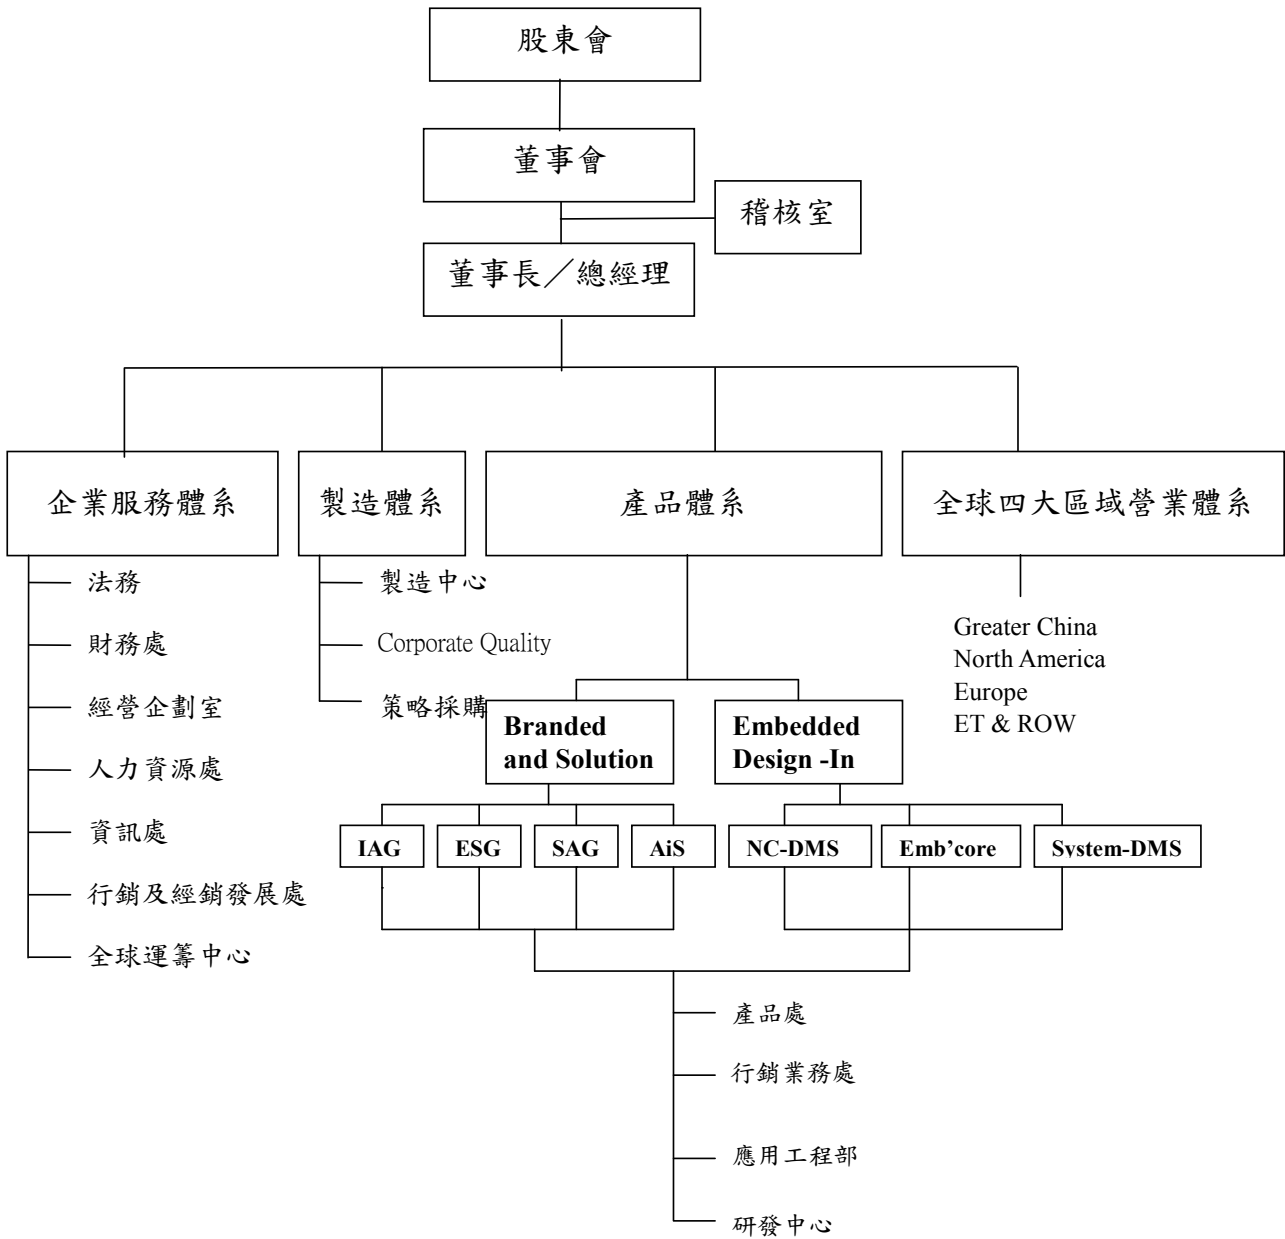 股東會
董事會
稽核室
董事長／總經理
企業服務體系
製造體系
產品體系
全球四大區域營業體系
法務
財務處
經營企劃室
人力資源處
資訊處
行銷及經銷發展處
全球運籌中心
製造中心
Corporate Quality
策略採購
Greater China
North America
Europe
ET & ROW
Branded
and Solution
Embedded
Design -In
IAG
ESG
SAG
AiS
NC-DMS
Emb’core
System-DMS
產品處
行銷業務處
應用工程部
研發中心